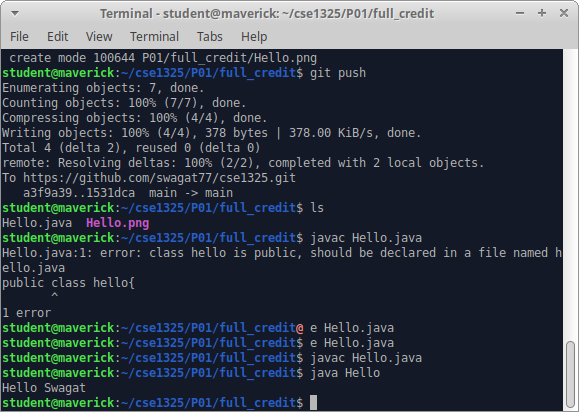 Terminal - student@maverick: ~/cse1325/P01/full_credit
File Edit View Terminal Tabs Help
 create mode 100644 P01/full_credit/Hello.png
student@maverick:~/cse1325/P01/full_credit$ git push
Enumerating objects: 7, done.
Counting objects: 100% (7/7), done.
Compressing objects: 100% (4/4), done.
Writing objects: 100% (4/4), 378 bytes | 378.00 KiB/s, done.
Total 4 (delta 2), reused 0 (delta 0)
remote: Resolving deltas: 100% (2/2), completed with 2 local objects.
To https://github.com/swagat77/cse1325.git
   a3f9a39..1531dca  main -> main
student@maverick:~/cse1325/P01/full_credit$ ls
Hello.java  Hello.png
student@maverick:~/cse1325/P01/full_credit$ javac Hello.java
Hello.java:1: error: class hello is public, should be declared in a file named h
ello.java
public class hello{
       ^
1 error
student@maverick:~/cse1325/P01/full_credit@ e Hello.java
student@maverick:~/cse1325/P01/full_credit$ e Hello.java
student@maverick:~/cse1325/P01/full_credit$ javac Hello.java
student@maverick:~/cse1325/P01/full_credit$ java Hello
Hello Swagat
student@maverick:~/cse1325/P01/full_credit$